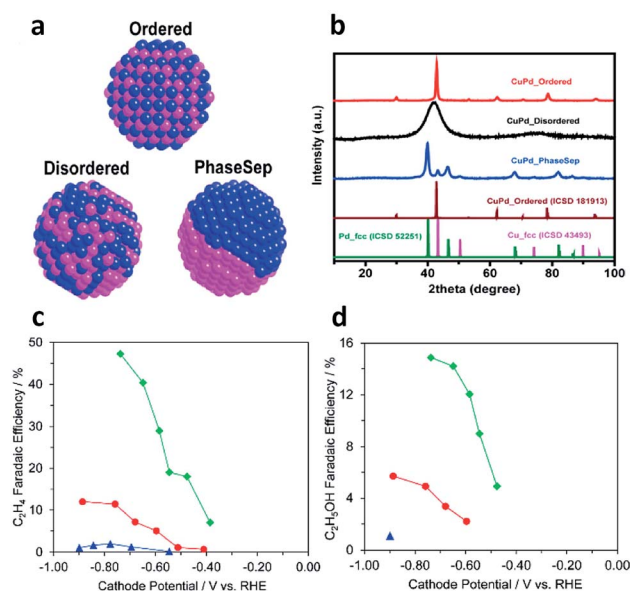 a
Ordered
Disordered
PhaseSep
b
Intensity (a.u.)
CuPd_Ordered
CuPd_Disordered
CuPd_PhaseSep
CuPd_Ordered (ICSD 181913)
Pd_fcc (ICSD 52251)
Cu_fcc (ICSD 43493)
20 40 60 80 100
2theta (degree)
c
C₂H₄ Faradaic Efficiency / %
50
40
30
20
10
0
-1.00 -0.80 -0.60 -0.40 -0.20 0.00
Cathode Potential / V vs. RHE
d
C₂H₅OH Faradaic Efficiency / %
16
12
8
4
0
-1.00 -0.80 -0.60 -0.40 -0.20 0.00
Cathode Potential / V vs. RHE